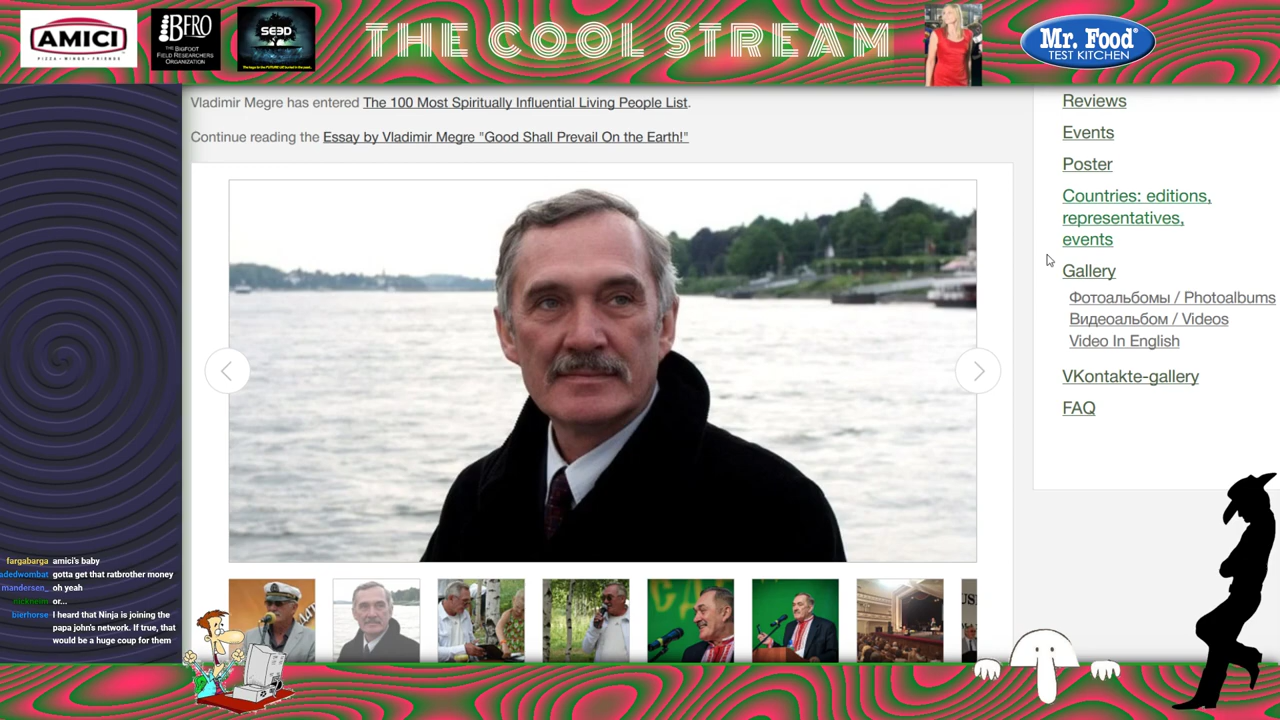 AMICI
PIZZA • WINGS • FRIENDS
BFRO
THE BIGFOOT
FIELD RESEARCHERS
ORGANIZATION
SEED
THE COOL STREAM
Mr. Food®
TEST KITCHEN
Vladimir Megre has entered The 100 Most Spiritually Influential Living People List.
Continue reading the Essay by Vladimir Megre "Good Shall Prevail On the Earth!"
Reviews
Events
Poster
Countries: editions,
representatives,
events
Gallery
Фотоальбомы / Photoalbums
Видеоальбом / Videos
Video In English
VKontakte-gallery
FAQ
fargabarga amici's baby
adedwombat gotta get that ratbrother money
mandersen_ oh yeah
or...
bierhorse I heard that Ninja is joining the
papa john's network. If true, that
would be a huge coup for them